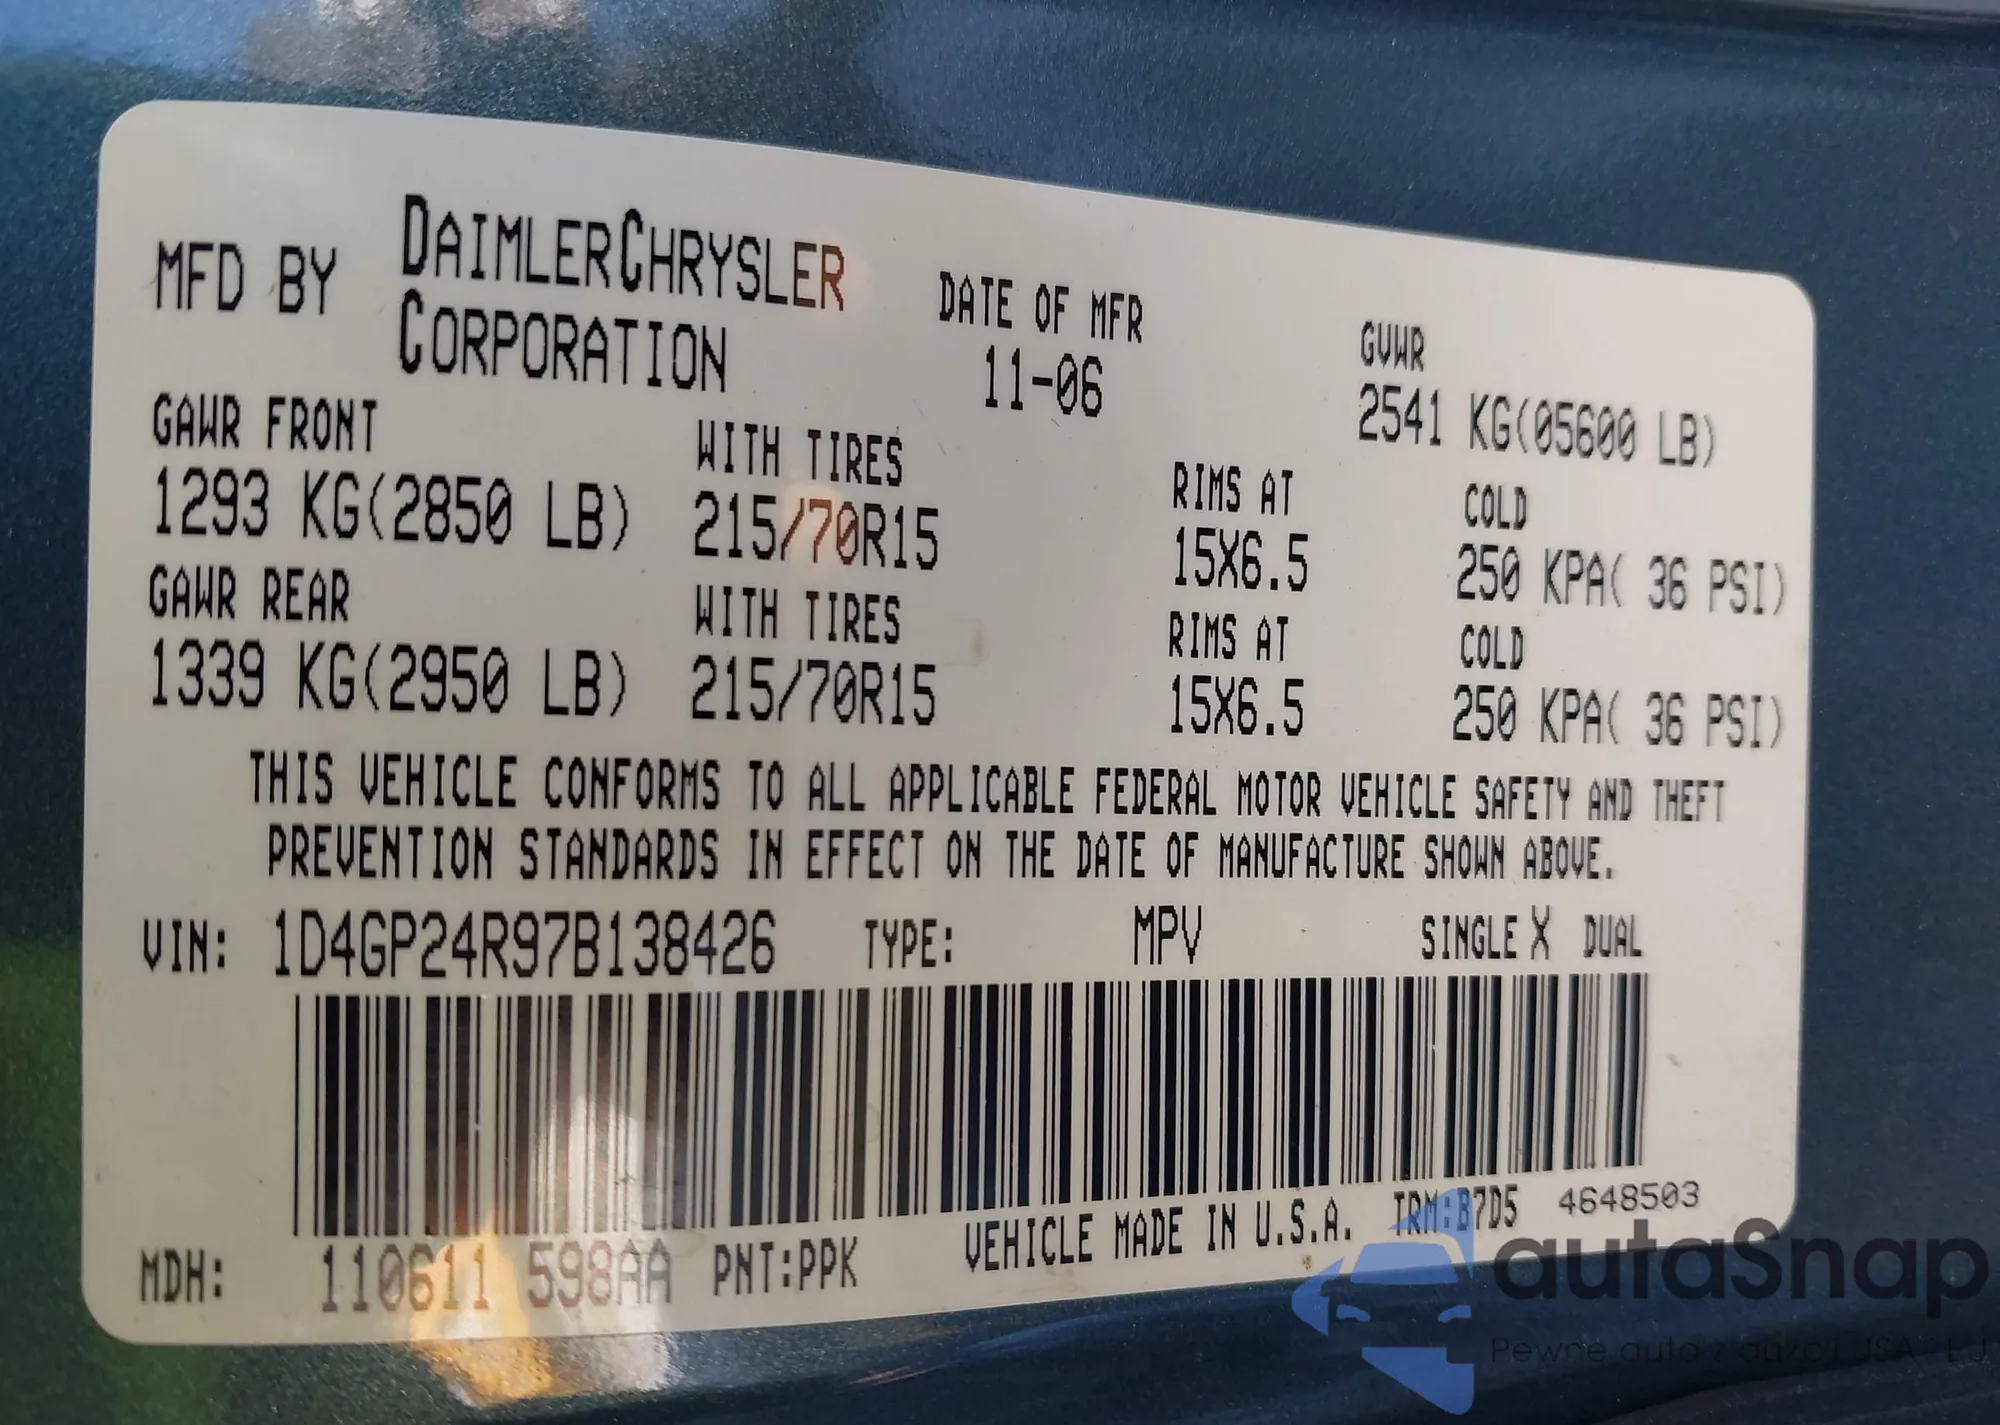 MFD BY DAIMLERCHRYSLER CORPORATION
DATE OF MFR
11-06
GVWR
2541 KG(05600 LB)
GAWR FRONT WITH TIRES RIMS AT COLD
1293 KG(2850 LB) 215/70R15 15X6.5 250 KPA( 36 PSI)
GAWR REAR WITH TIRES RIMS AT COLD
1339 KG(2950 LB) 215/70R15 15X6.5 250 KPA( 36 PSI)
THIS VEHICLE CONFORMS TO ALL APPLICABLE FEDERAL MOTOR VEHICLE SAFETY AND THEFT
PREVENTION STANDARDS IN EFFECT ON THE DATE OF MANUFACTURE SHOWN ABOVE.
VIN: 1D4GP24R97B138426 TYPE: MPV SINGLE X DUAL
MDH: 110611 598AA PNT:PPK VEHICLE MADE IN U.S.A. TRM:B7D5 4648503
autaSnap
Pewne auto z aukcji USA